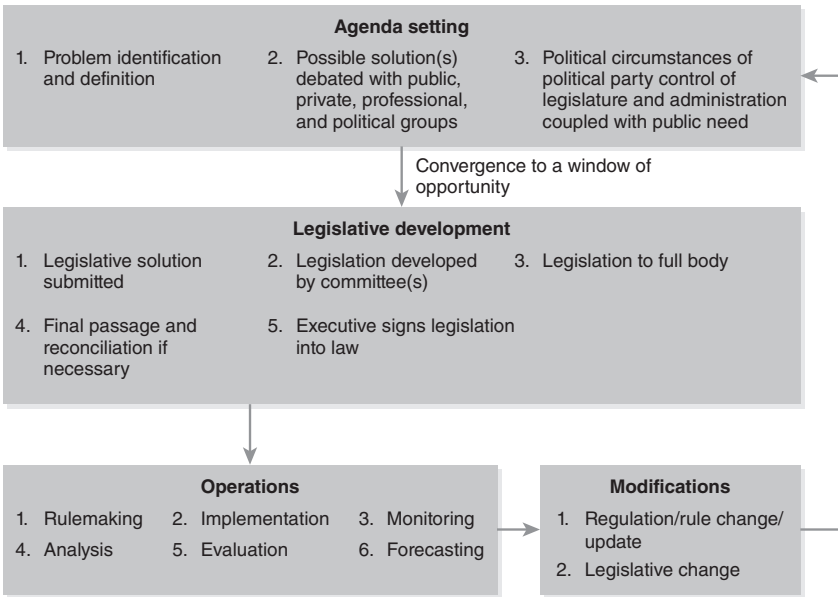 Agenda setting
1. Problem identification
and definition
2. Possible solution(s)
debated with public,
private, professional,
and political groups
3. Political circumstances of
political party control of
legislature and administration
coupled with public need
Convergence to a window of
opportunity
Legislative development
1. Legislative solution
submitted
2. Legislation developed
by committee(s)
3. Legislation to full body
4. Final passage and
reconciliation if
necessary
5. Executive signs legislation
into law
Operations
1. Rulemaking
2. Implementation
3. Monitoring
4. Analysis
5. Evaluation
6. Forecasting
Modifications
1. Regulation/rule change/
update
2. Legislative change